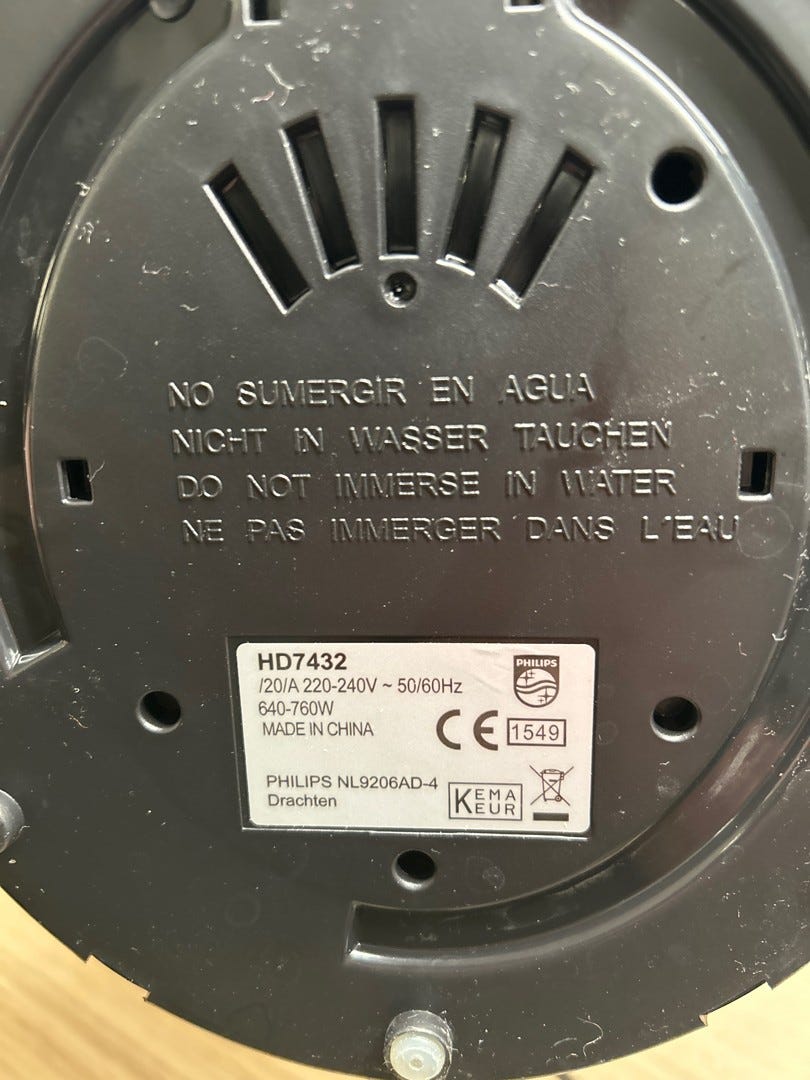 NO SUMERGIR EN AGUA
NICHT IN WASSER TAUCHEN
DO NOT IMMERSE IN WATER
NE PAS IMMERGER DANS L'EAU
HD7432
PHILIPS
/20/A 220-240V ~ 50/60Hz
640-760W
MADE IN CHINA
CE 1549
PHILIPS NL9206AD-4
Drachten
KEMA
KEUR